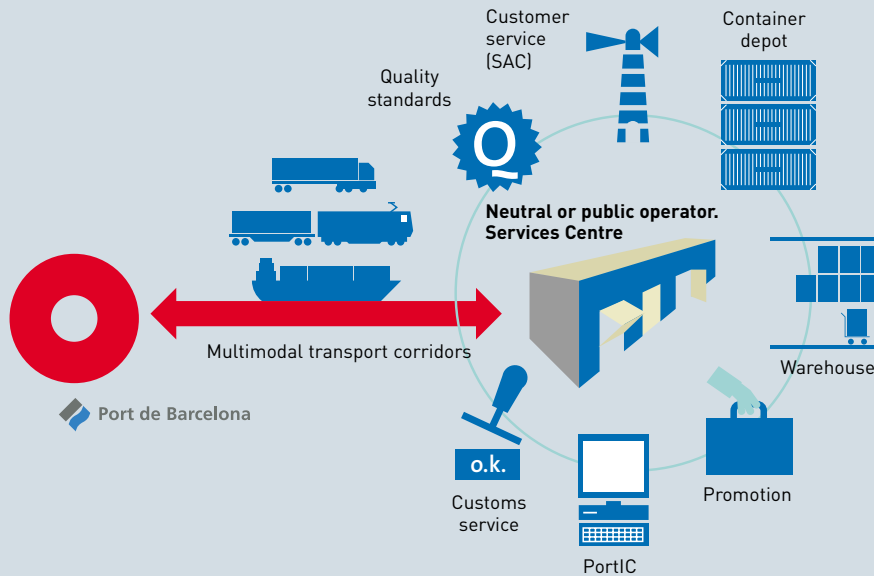 Customer
service
(SAC)
Container
depot
Quality
standards
Q
Neutral or public operator.
Services Centre
Multimodal transport corridors
Warehouse
Port de Barcelona
o.k.
Customs
service
Promotion
PortIC